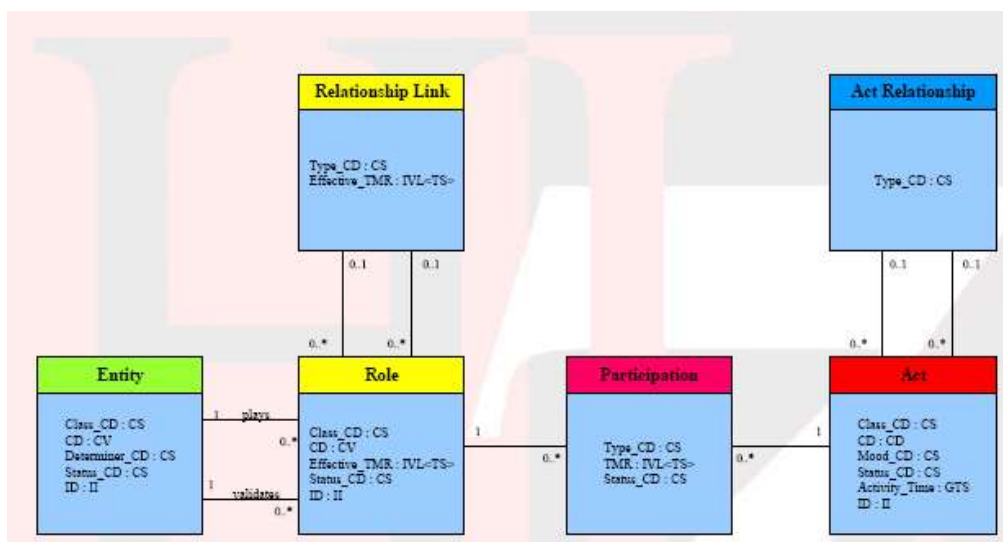 Relationship Link
Type_CD : CS
Effective_TMR : IVL<TS>
0..1
0..1
0..*
0..*
Act Relationship
Type_CD : CS
0..1
0..1
0..*
0..*
Entity
Class_CD : CS
CD : CV
Determiner_CD : CS
Status_CD : CS
ID : II
1
plays
0..*
1
validates
0..*
Role
Class_CD : CS
CD : CV
Effective_TMR : IVL<TS>
Status_CD : CS
ID : II
1
0..*
Participation
Type_CD : CS
TMR : IVL<TS>
Status_CD : CS
0..*
1
Act
Class_CD : CS
CD : CD
Mood_CD : CS
Status_CD : CS
Activity_Time : GTS
ID : II